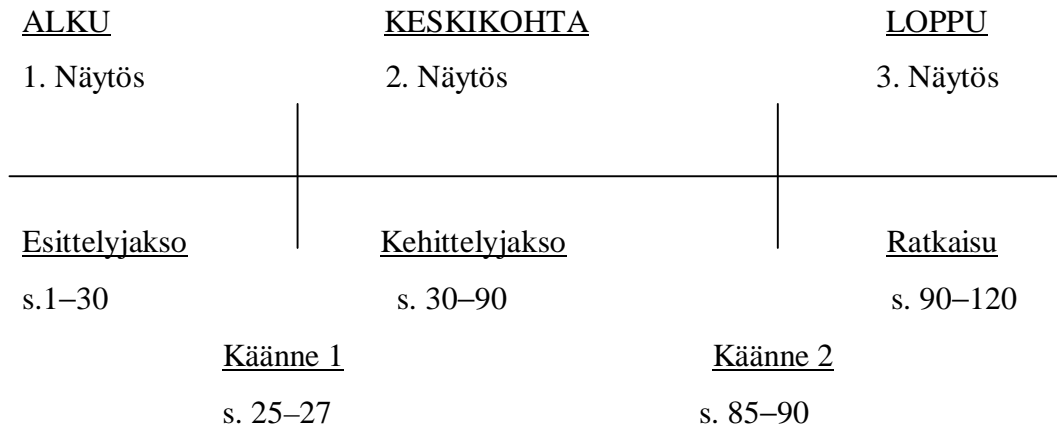 ALKU KESKIKOHTA LOPPU
1. Näytös 2. Näytös 3. Näytös
Esittelyjakso Kehittelyjakso Ratkaisu
s.1–30 s. 30–90 s. 90–120
Käänne 1 Käänne 2
s. 25–27 s. 85–90